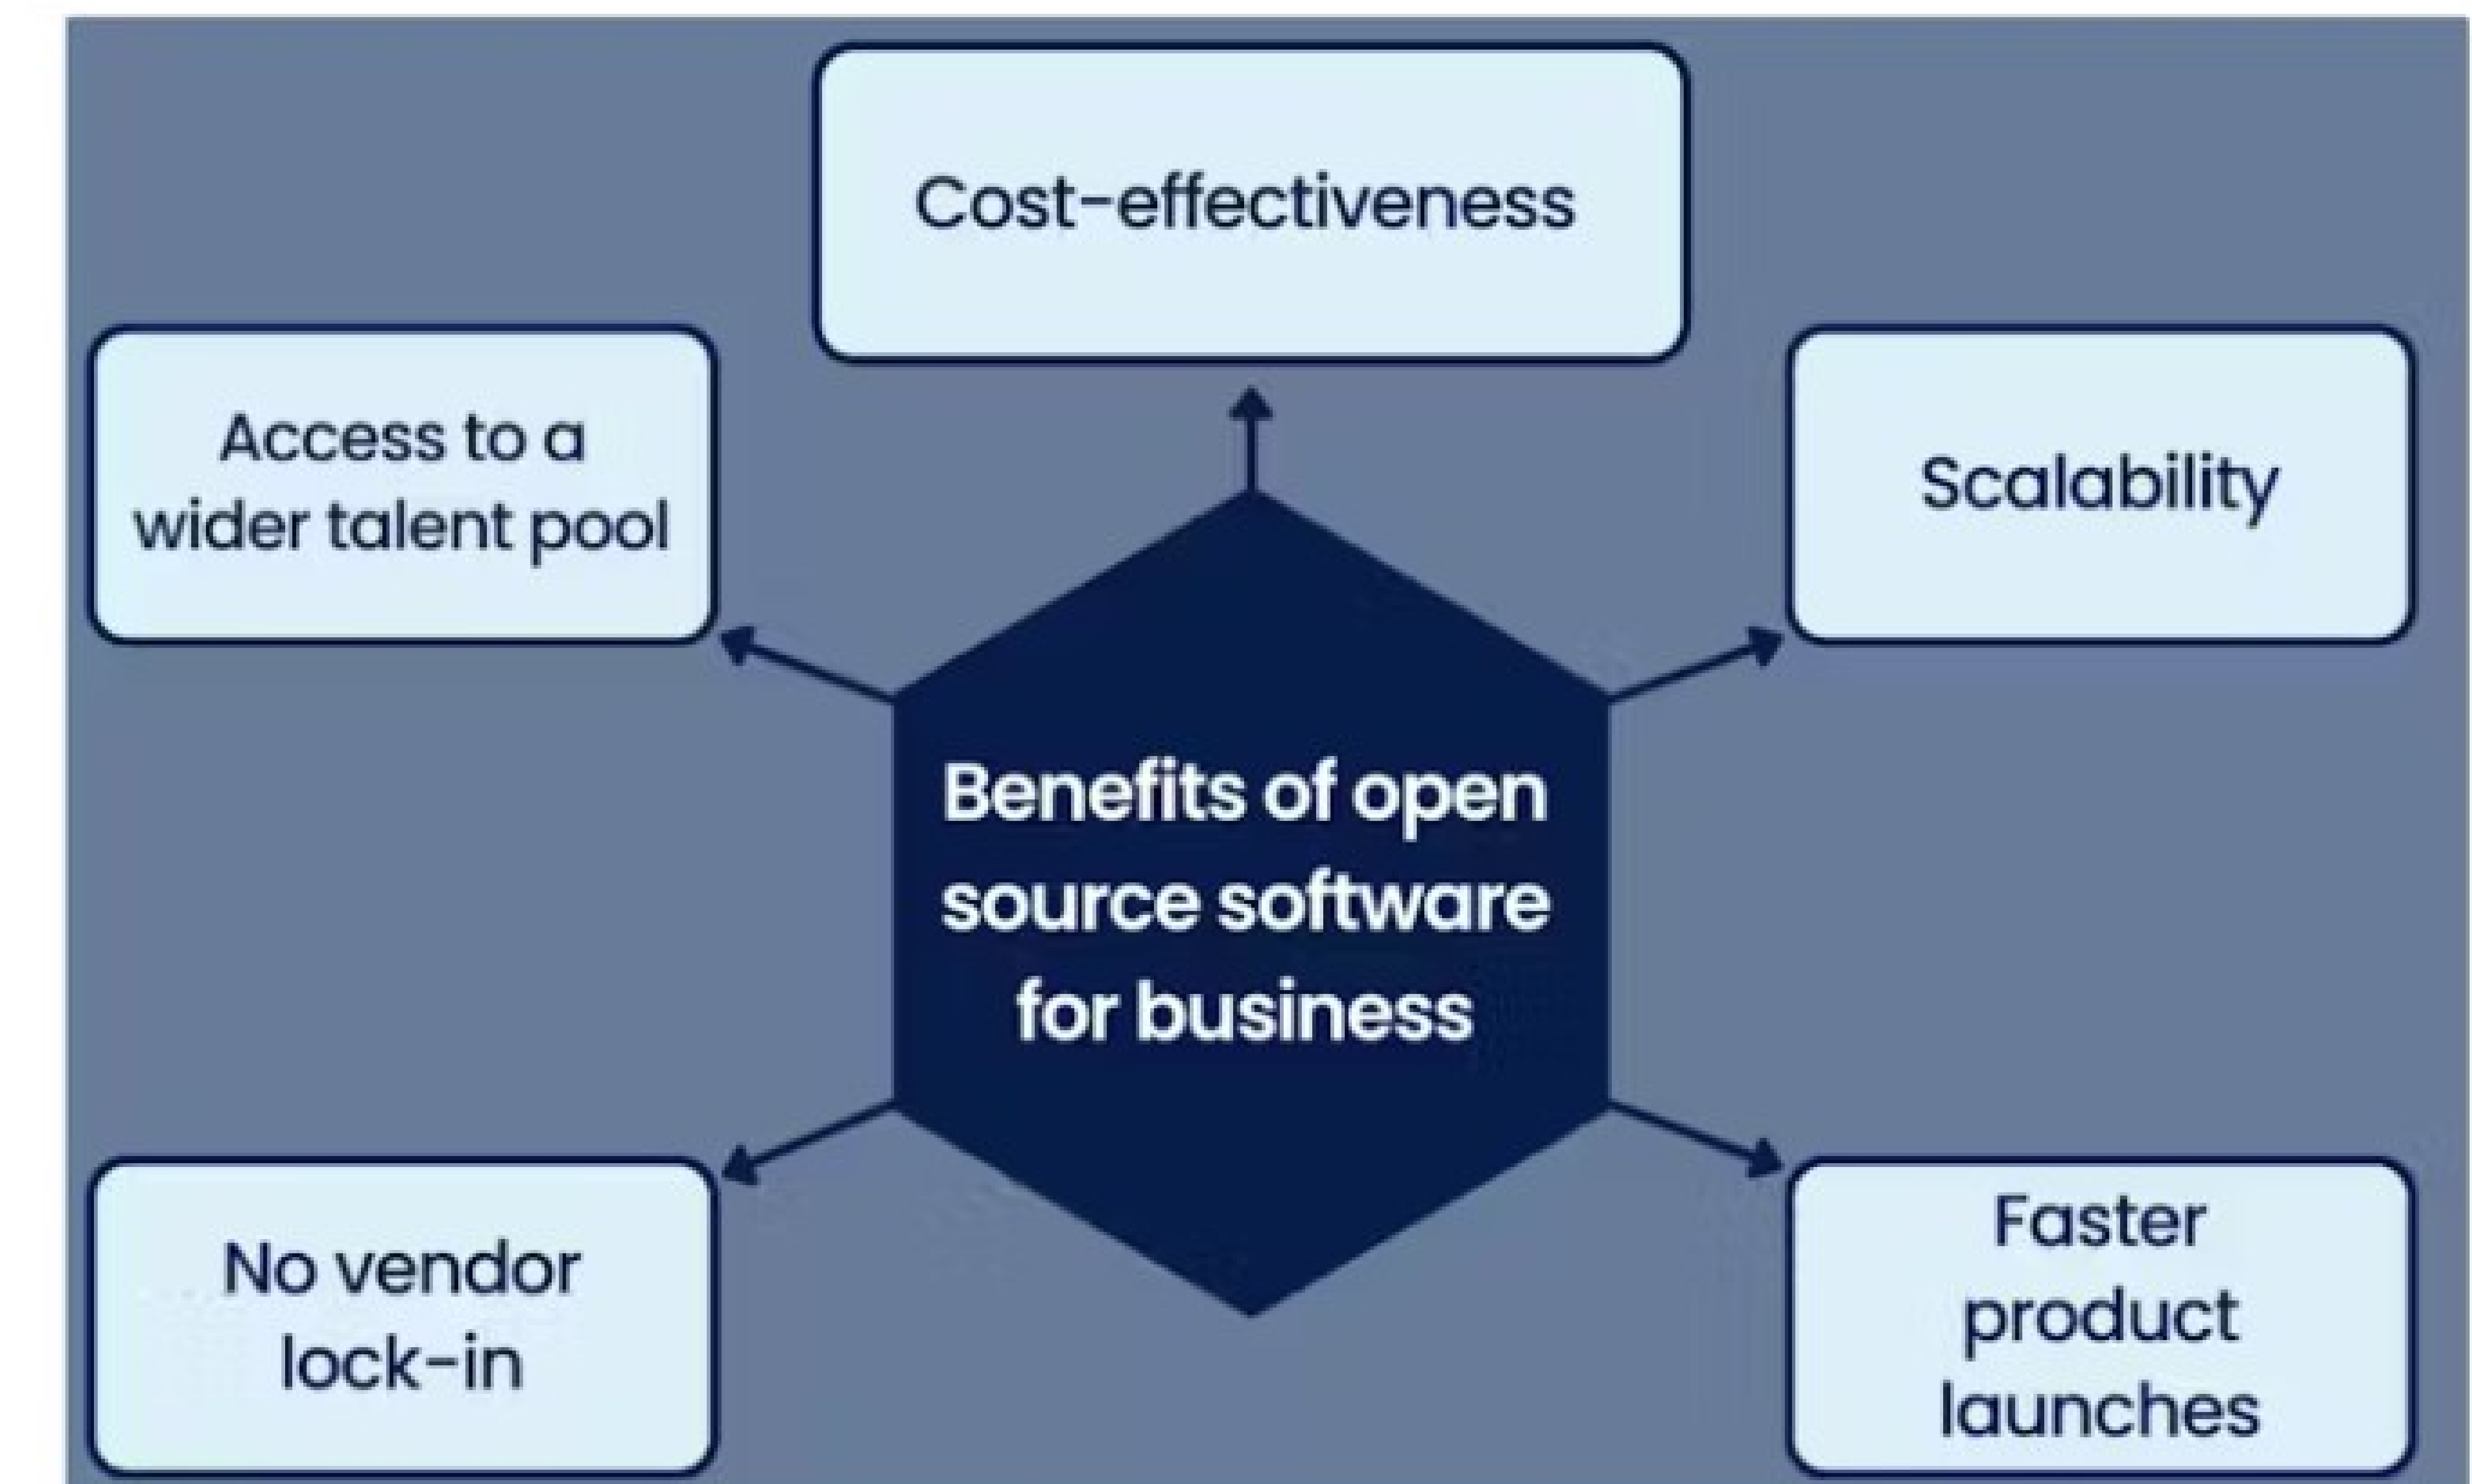 Cost-effectiveness
Access to a
wider talent pool
Scalability
Benefits of open
source software
for business
No vendor
lock-in
Faster
product
launches